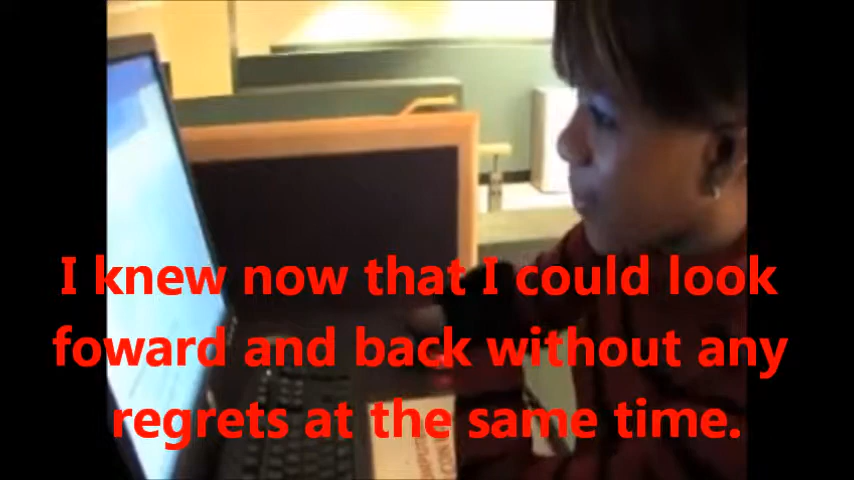 I knew now that I could look
foward and back without any
regrets at the same time.